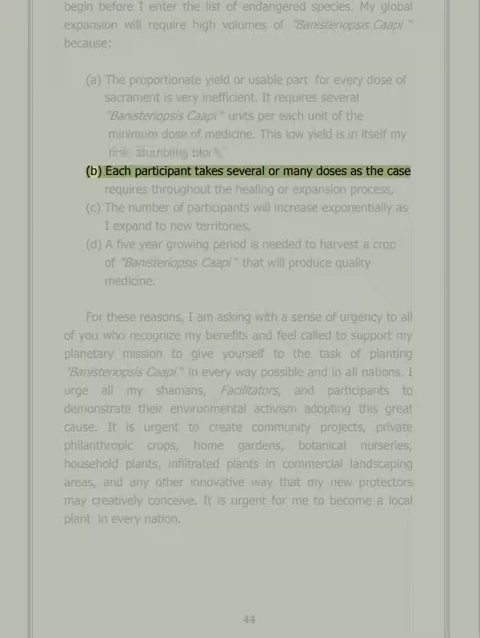 begin before I enter the list of endangered species. My global
expansion will require high volumes of "Banisteriopsis Caapi"
because:
(a) The proportionate yield or usable part for every dose of
sacrament is very inefficient. It requires several
"Banisteriopsis Caapi" units per each unit of the
minimum dose of medicine. This low yield is in itself my
first stumbling block,
(b) Each participant takes several or many doses as the case
requires throughout the healing or expansion process,
(c) The number of participants will increase exponentially as
I expand to new territories,
(d) A five year growing period is needed to harvest a crop
of "Banisteriopsis Caapi" that will produce quality
medicine.
For these reasons, I am asking with a sense of urgency to all
of you who recognize my benefits and feel called to support my
planetary mission to give yourself to the task of planting
"Banisteriopsis Caapi" in every way possible and in all nations. I
urge all my shamans, Facilitators, and participants to
demonstrate their environmental activism adopting this great
cause. It is urgent to create community projects, private
philanthropic crops, home gardens, botanical nurseries,
household plants, infiltrated plants in commercial landscaping
areas, and any other innovative way that my new protectors
may creatively conceive. It is urgent for me to become a local
plant in every nation.
44